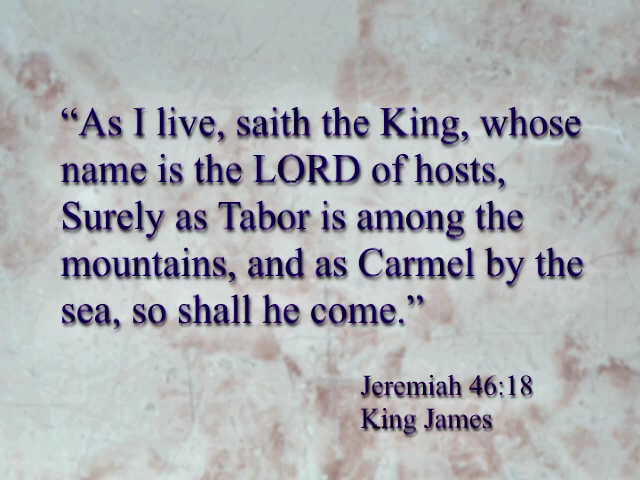 “As I live, saith the King, whose
name is the LORD of hosts,
Surely as Tabor is among the
mountains, and as Carmel by the
sea, so shall he come.”
Jeremiah 46:18
King James